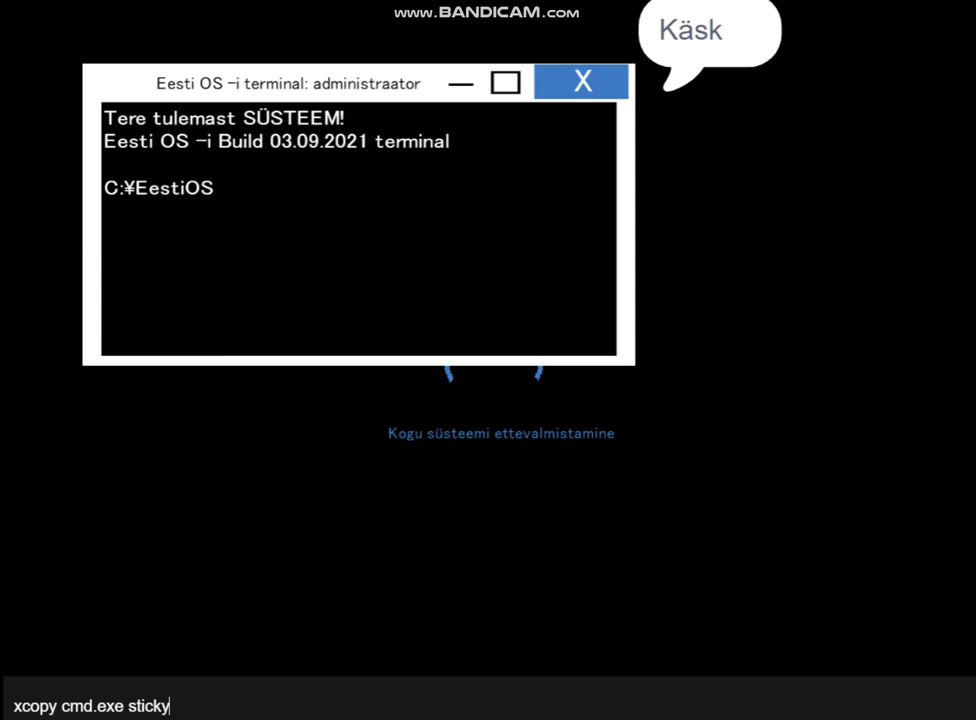 www.BANDICAM.com
Käsk
Eesti OS -i terminal: administraator
X
Tere tulemast SÜSTEEM!
Eesti OS -i Build 03.09.2021 terminal
C:¥EestiOS
Kogu süsteemi ettevalmistamine
xcopy cmd.exe sticky